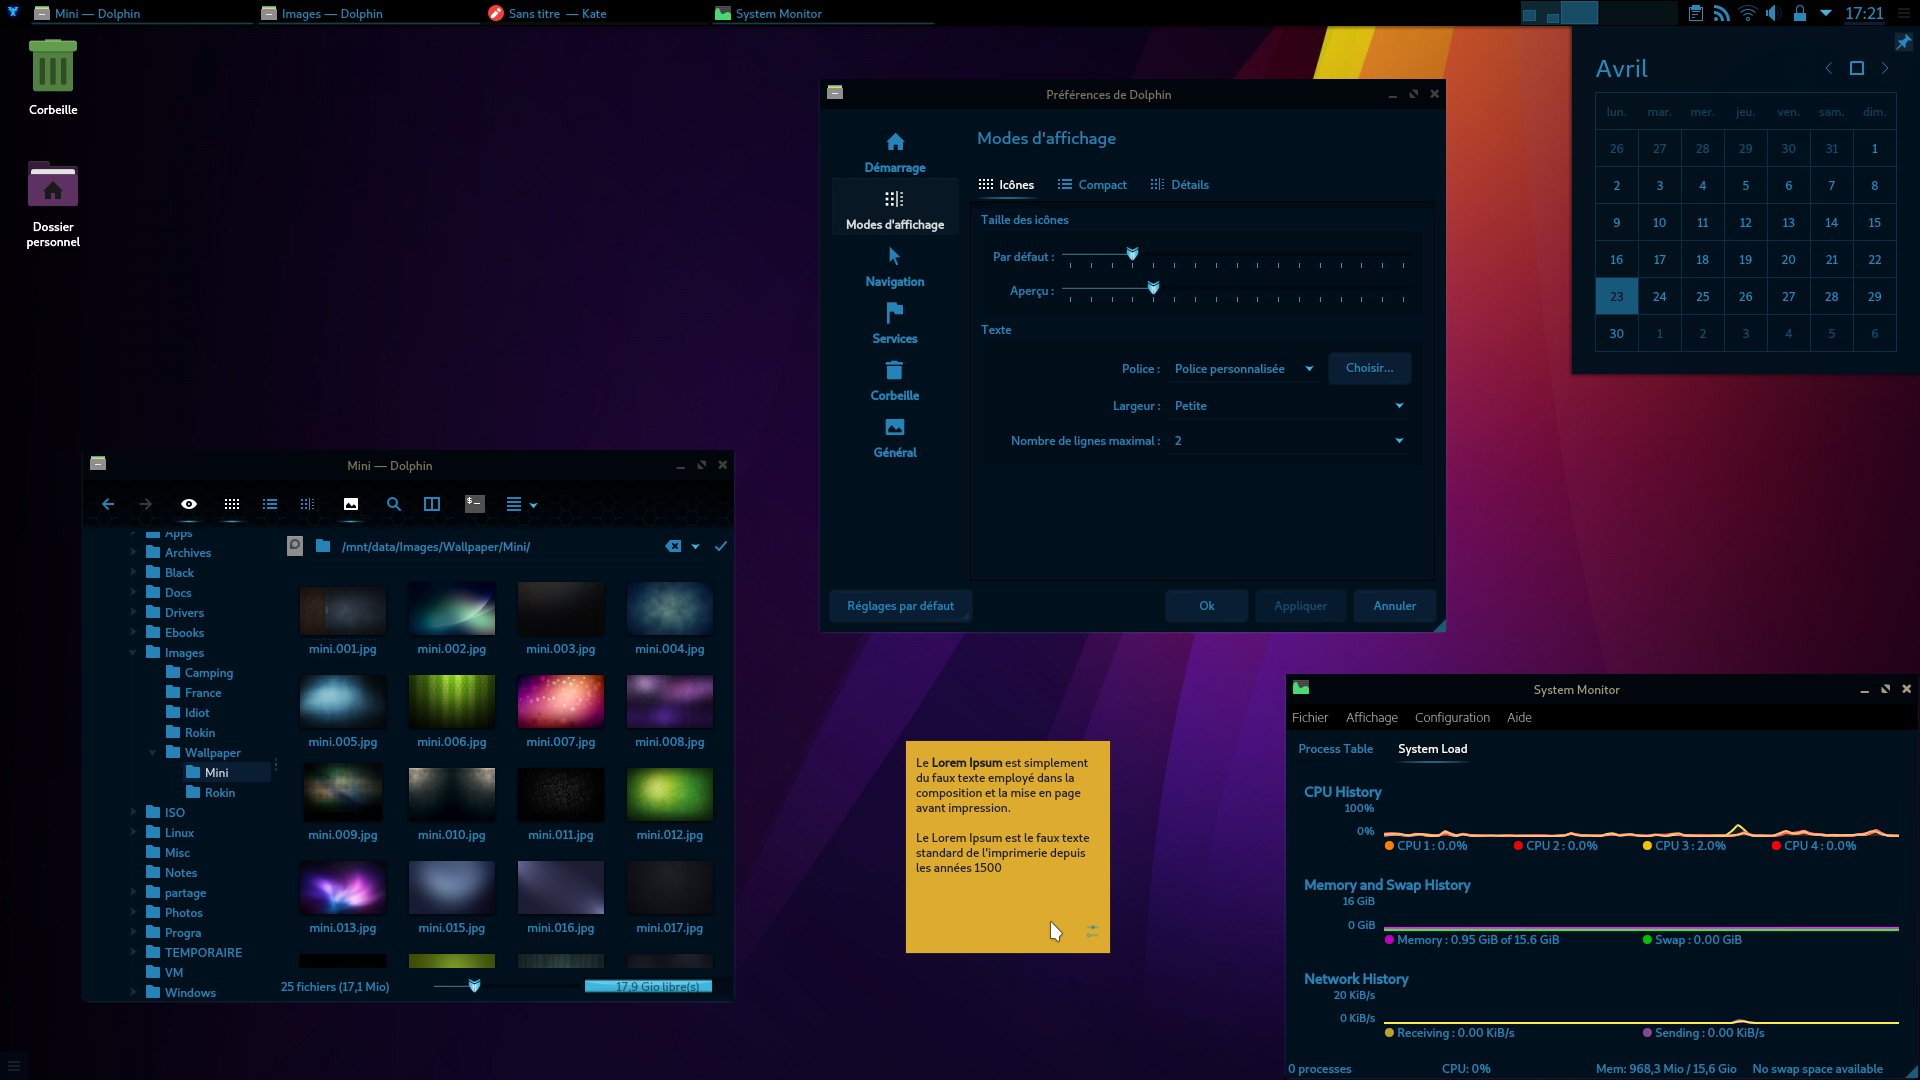 Mini — Dolphin
Images — Dolphin
Sans titre — Kate
System Monitor
17:21
Corbeille
Dossier
personnel
Avril
lun. mar. mer. jeu. ven. sam. dim.
26 27 28 29 30 31 1
2 3 4 5 6 7 8
9 10 11 12 13 14 15
16 17 18 19 20 21 22
23 24 25 26 27 28 29
30 1 2 3 4 5 6
Préférences de Dolphin
Démarrage
Modes d'affichage
Navigation
Services
Corbeille
Général
Modes d'affichage
Icônes Compact Détails
Taille des icônes
Par défaut :
Aperçu :
Texte
Police : Police personnalisée Choisir...
Largeur : Petite
Nombre de lignes maximal : 2
Réglages par défaut Ok Appliquer Annuler
Mini — Dolphin
$_
/mnt/data/Images/Wallpaper/Mini/
Apps
Archives
Black
Docs
Drivers
Ebooks
Images
Camping
France
Idiot
Rokin
Wallpaper
Mini
Rokin
ISO
Linux
Misc
Notes
partage
Photos
Progra
TEMPORAIRE
VM
Windows
mini.001.jpg mini.002.jpg mini.003.jpg mini.004.jpg
mini.005.jpg mini.006.jpg mini.007.jpg mini.008.jpg
mini.009.jpg mini.010.jpg mini.011.jpg mini.012.jpg
mini.013.jpg mini.015.jpg mini.016.jpg mini.017.jpg
25 fichiers (17,1 Mio) 17,9 Gio libre(s)
Le Lorem Ipsum est simplement
du faux texte employé dans la
composition et la mise en page
avant impression.
Le Lorem Ipsum est le faux texte
standard de l'imprimerie depuis
les années 1500
System Monitor
Fichier Affichage Configuration Aide
Process Table System Load
CPU History
100%
0%
CPU 1 : 0.0% CPU 2 : 0.0% CPU 3 : 2.0% CPU 4 : 0.0%
Memory and Swap History
16 GiB
0 GiB
Memory : 0.95 GiB of 15.6 GiB Swap : 0.00 GiB
Network History
20 KiB/s
0 KiB/s
Receiving : 0.00 KiB/s Sending : 0.00 KiB/s
0 processes CPU: 0% Mem: 968,3 Mio / 15,6 Gio No swap space available